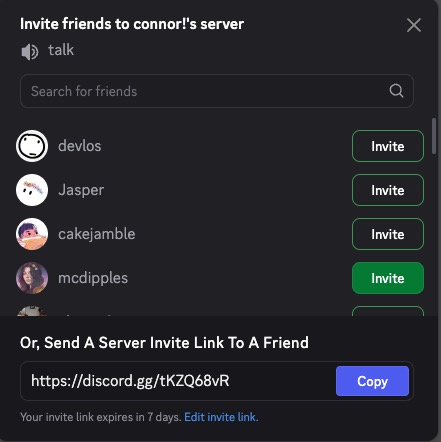 Invite friends to connor!'s server
talk
Search for friends
devlos
Invite
Jasper
Invite
cakejamble
Invite
mcdipples
Invite
Or, Send A Server Invite Link To A Friend
https://discord.gg/tKZQ68vR
Copy
Your invite link expires in 7 days. Edit invite link.